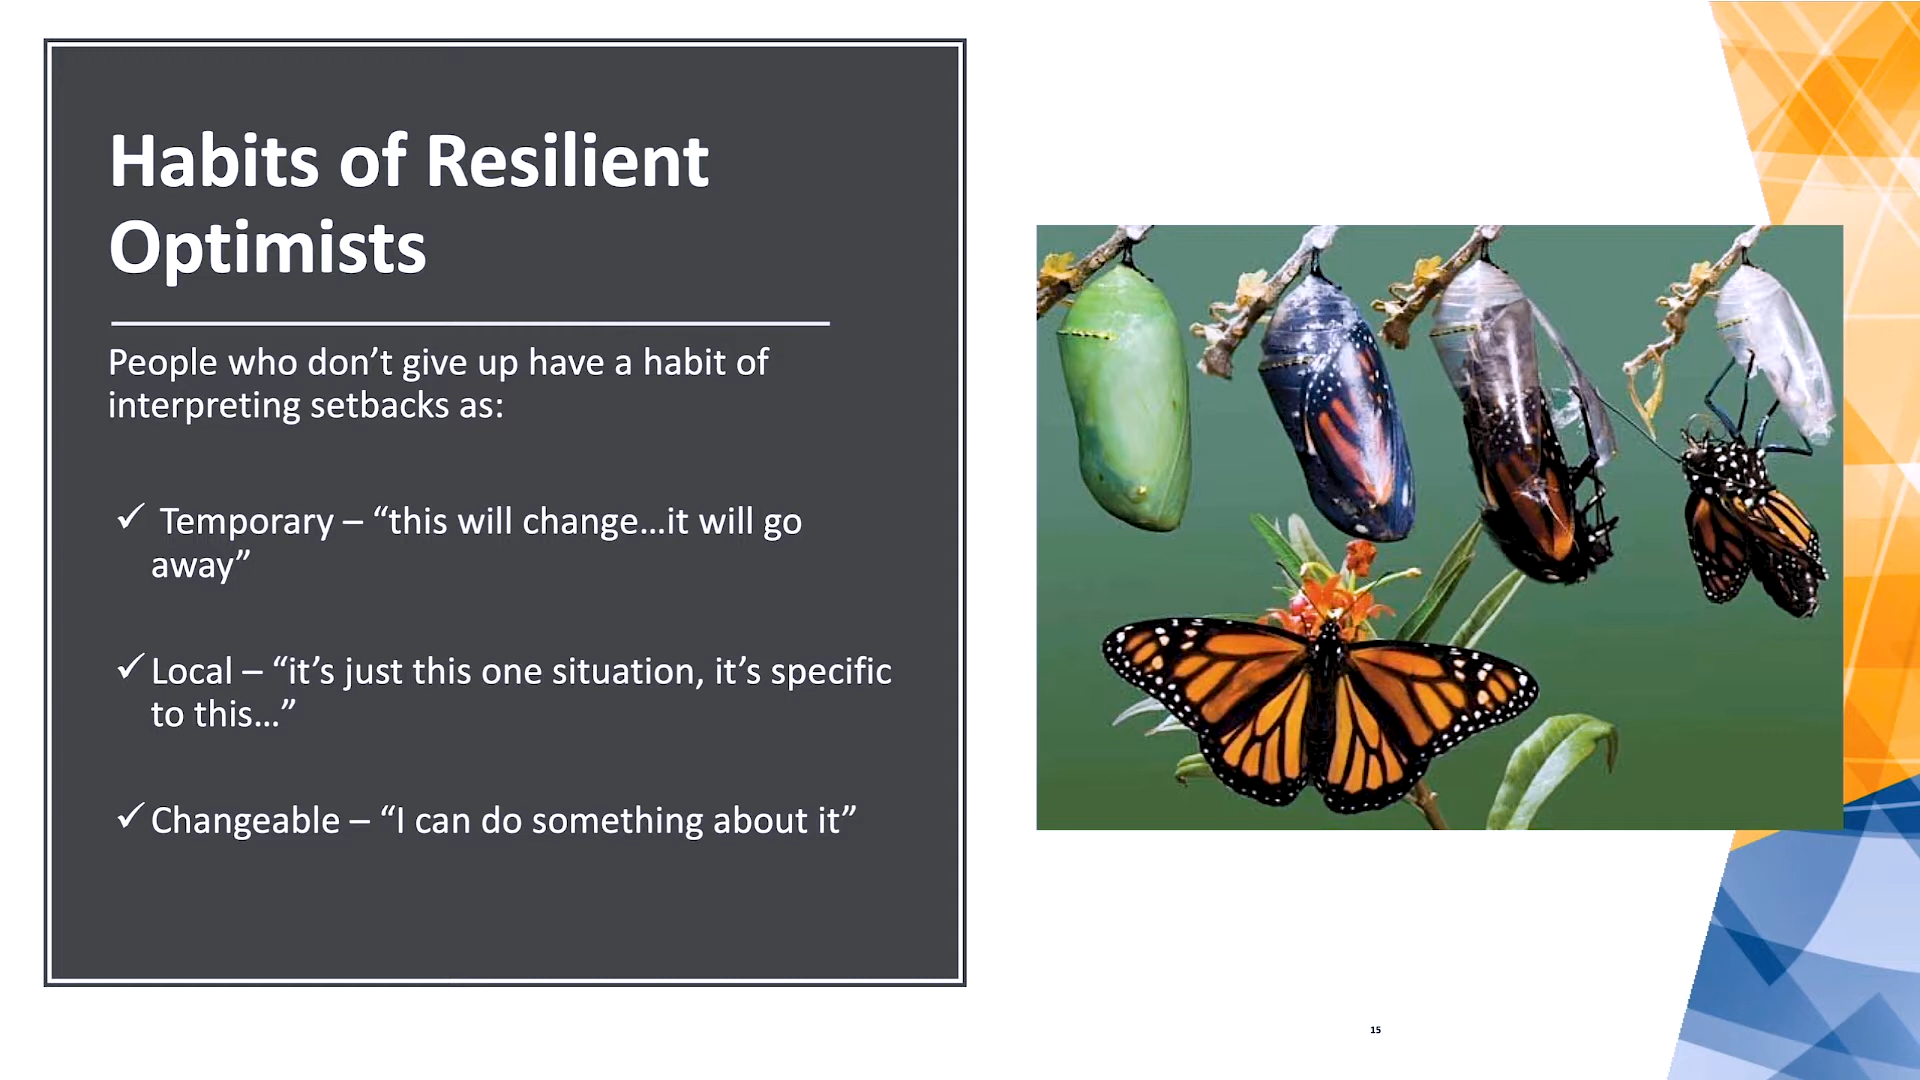 Habits of Resilient
Optimists
People who don’t give up have a habit of
interpreting setbacks as:
✓ Temporary – “this will change…it will go
away”
✓ Local – “it’s just this one situation, it’s specific
to this…”
✓ Changeable – “I can do something about it”
15